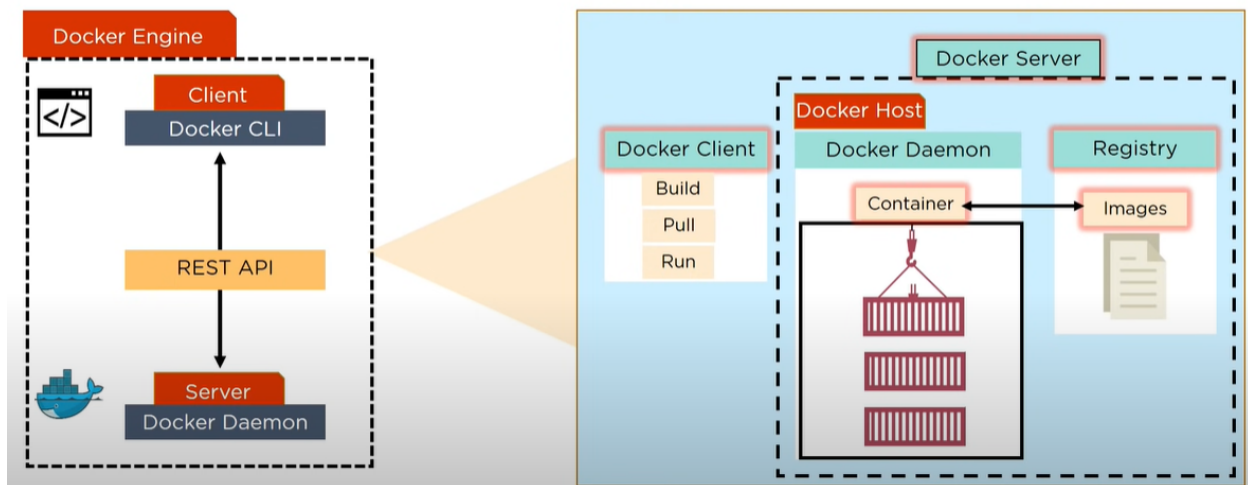 Docker Engine
Client
Docker CLI
</>
REST API
Server
Docker Daemon
Docker Server
Docker Host
Docker Client
Docker Daemon
Registry
Build
Pull
Run
Container
Images